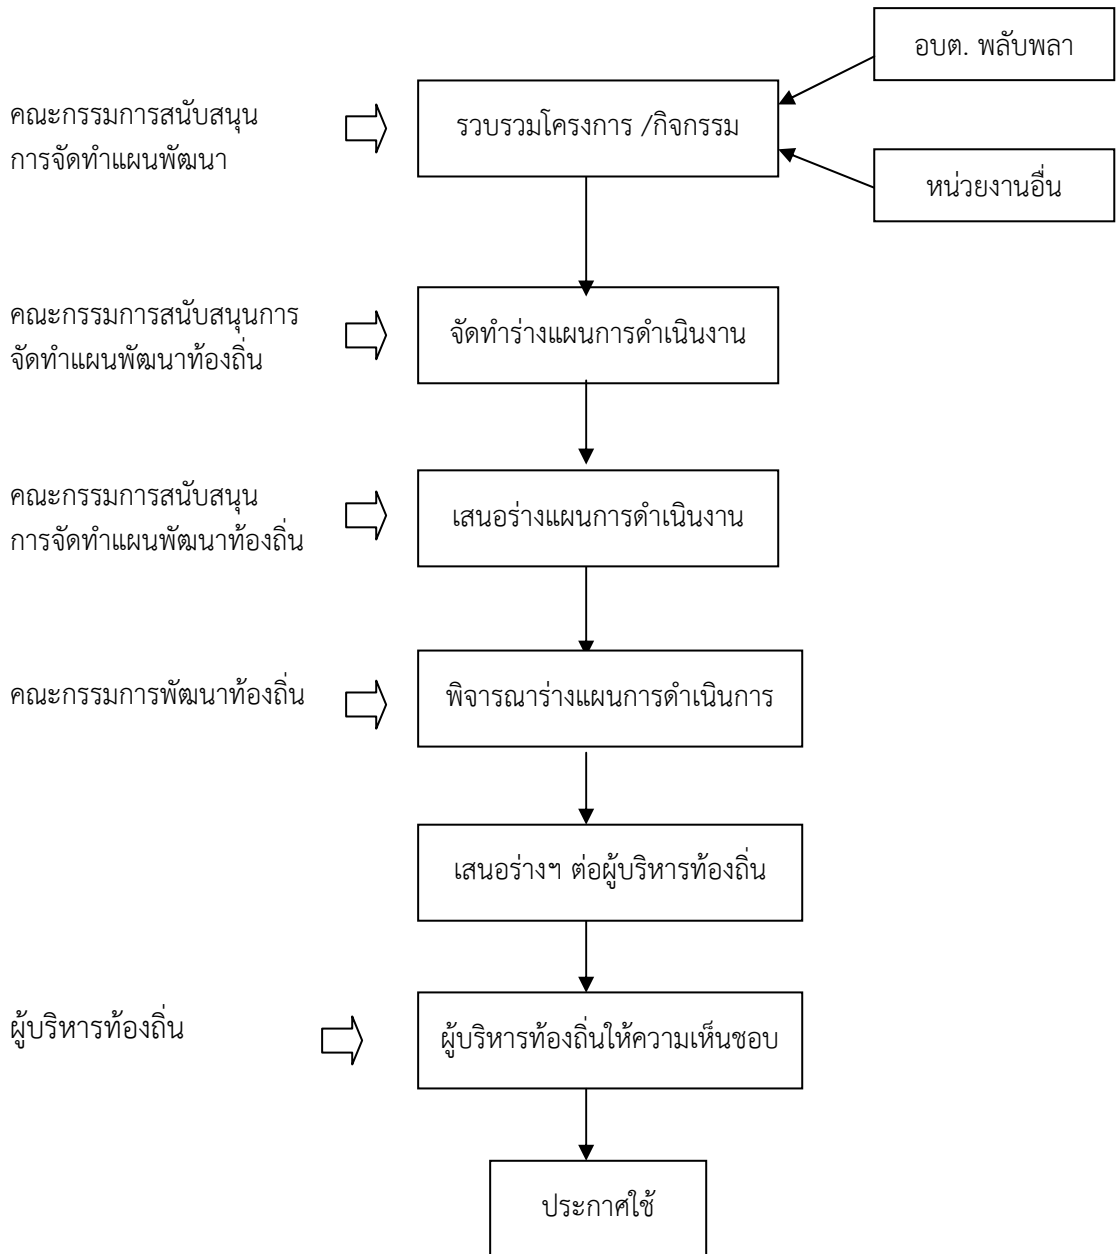 อบต. พลับพลา
คณะกรรมการสนับสนุน
การจัดทำแผนพัฒนา
รวบรวมโครงการ /กิจกรรม
หน่วยงานอื่น
คณะกรรมการสนับสนุนการ
จัดทำแผนพัฒนาท้องถิ่น
จัดทำร่างแผนการดำเนินงาน
คณะกรรมการสนับสนุน
การจัดทำแผนพัฒนาท้องถิ่น
เสนอร่างแผนการดำเนินงาน
คณะกรรมการพัฒนาท้องถิ่น
พิจารณาร่างแผนการดำเนินการ
เสนอร่างฯ ต่อผู้บริหารท้องถิ่น
ผู้บริหารท้องถิ่น
ผู้บริหารท้องถิ่นให้ความเห็นชอบ
ประกาศใช้